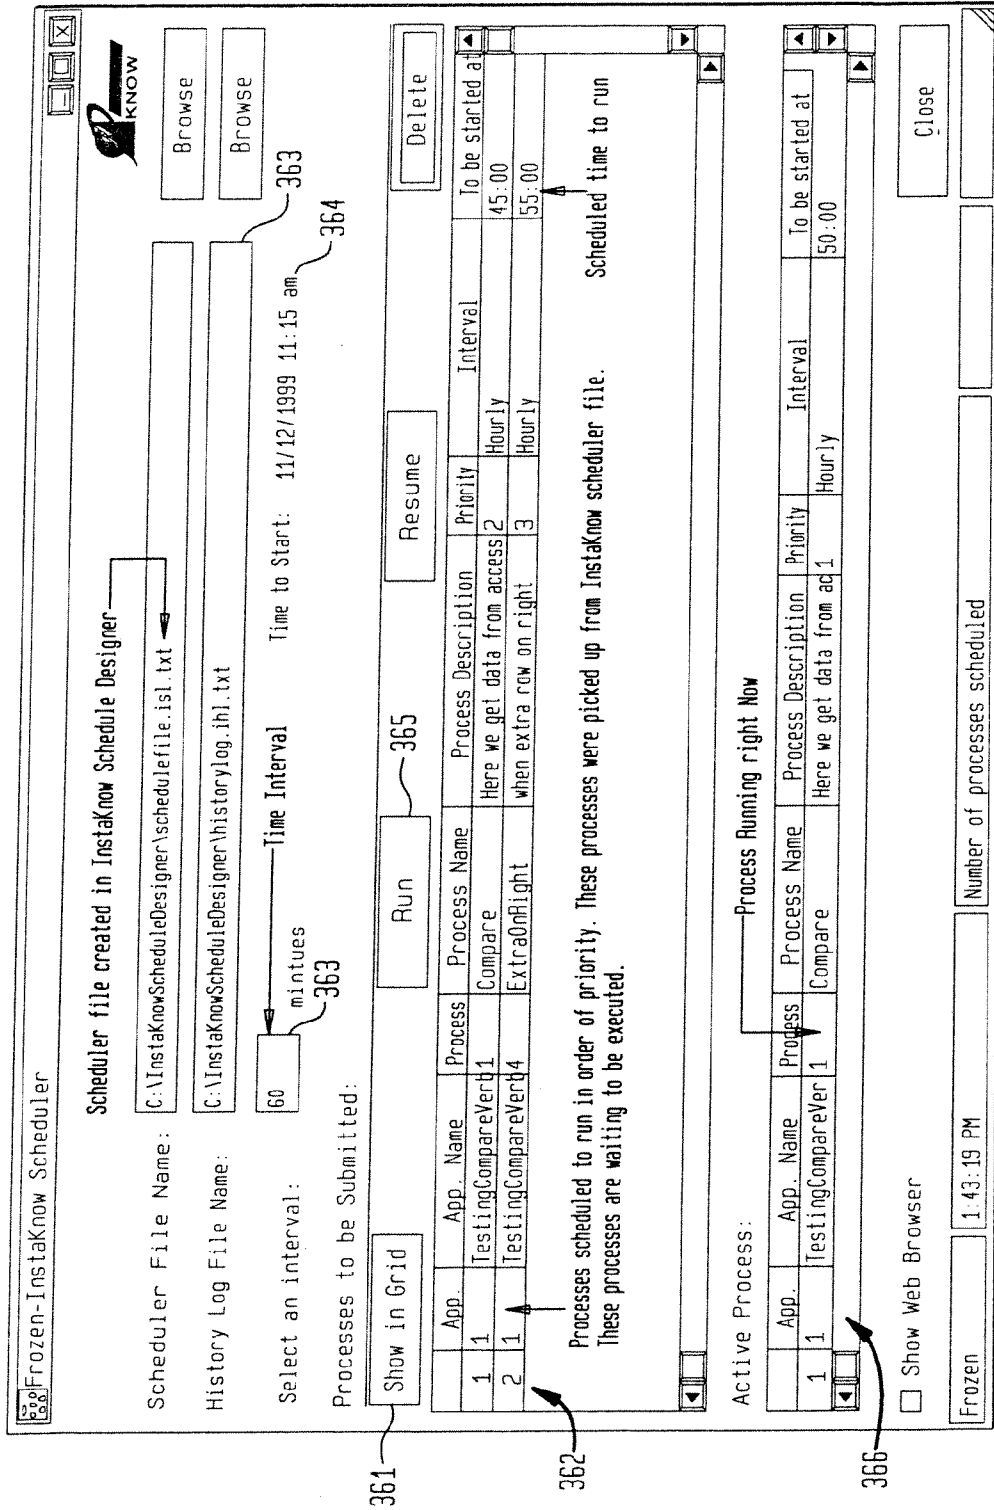 Frozen-InstaKnow Scheduler
KNOW
Scheduler file created in InstaKnow Schedule Designer
Scheduler File Name: C:\InstaKnowScheduleDesigner\schedulefile.isl.txt Browse
History Log File Name: C:\InstaKnowScheduleDesigner\historylog.ihl.txt Browse
363
Time Interval
Select an interval: 60 mintues Time to Start: 11/12/1999 11:15 am
363
364
Processes to be Submitted:
365
361
Show in Grid Run Resume Delete
App. App. Name Process Process Name Process Description Priority Interval To be started at
1 1 TestingCompareVerb 1 Compare Here we get data from access 2 Hourly 45:00
2 1 TestingCompareVerb 4 ExtraOnRight when extra row on right 3 Hourly 55:00
362
Processes scheduled to run in order of priority. These processes were picked up from InstaKnow scheduler file.
These processes are waiting to be executed.
Scheduled time to run
Active Process:
Process Running right Now
App. App. Name Process Process Name Process Description Priority Interval To be started at
1 1 TestingCompareVer 1 Compare Here we get data from ac 1 Hourly 50:00
366
Show Web Browser
Close
Frozen 1:43:19 PM Number of processes scheduled